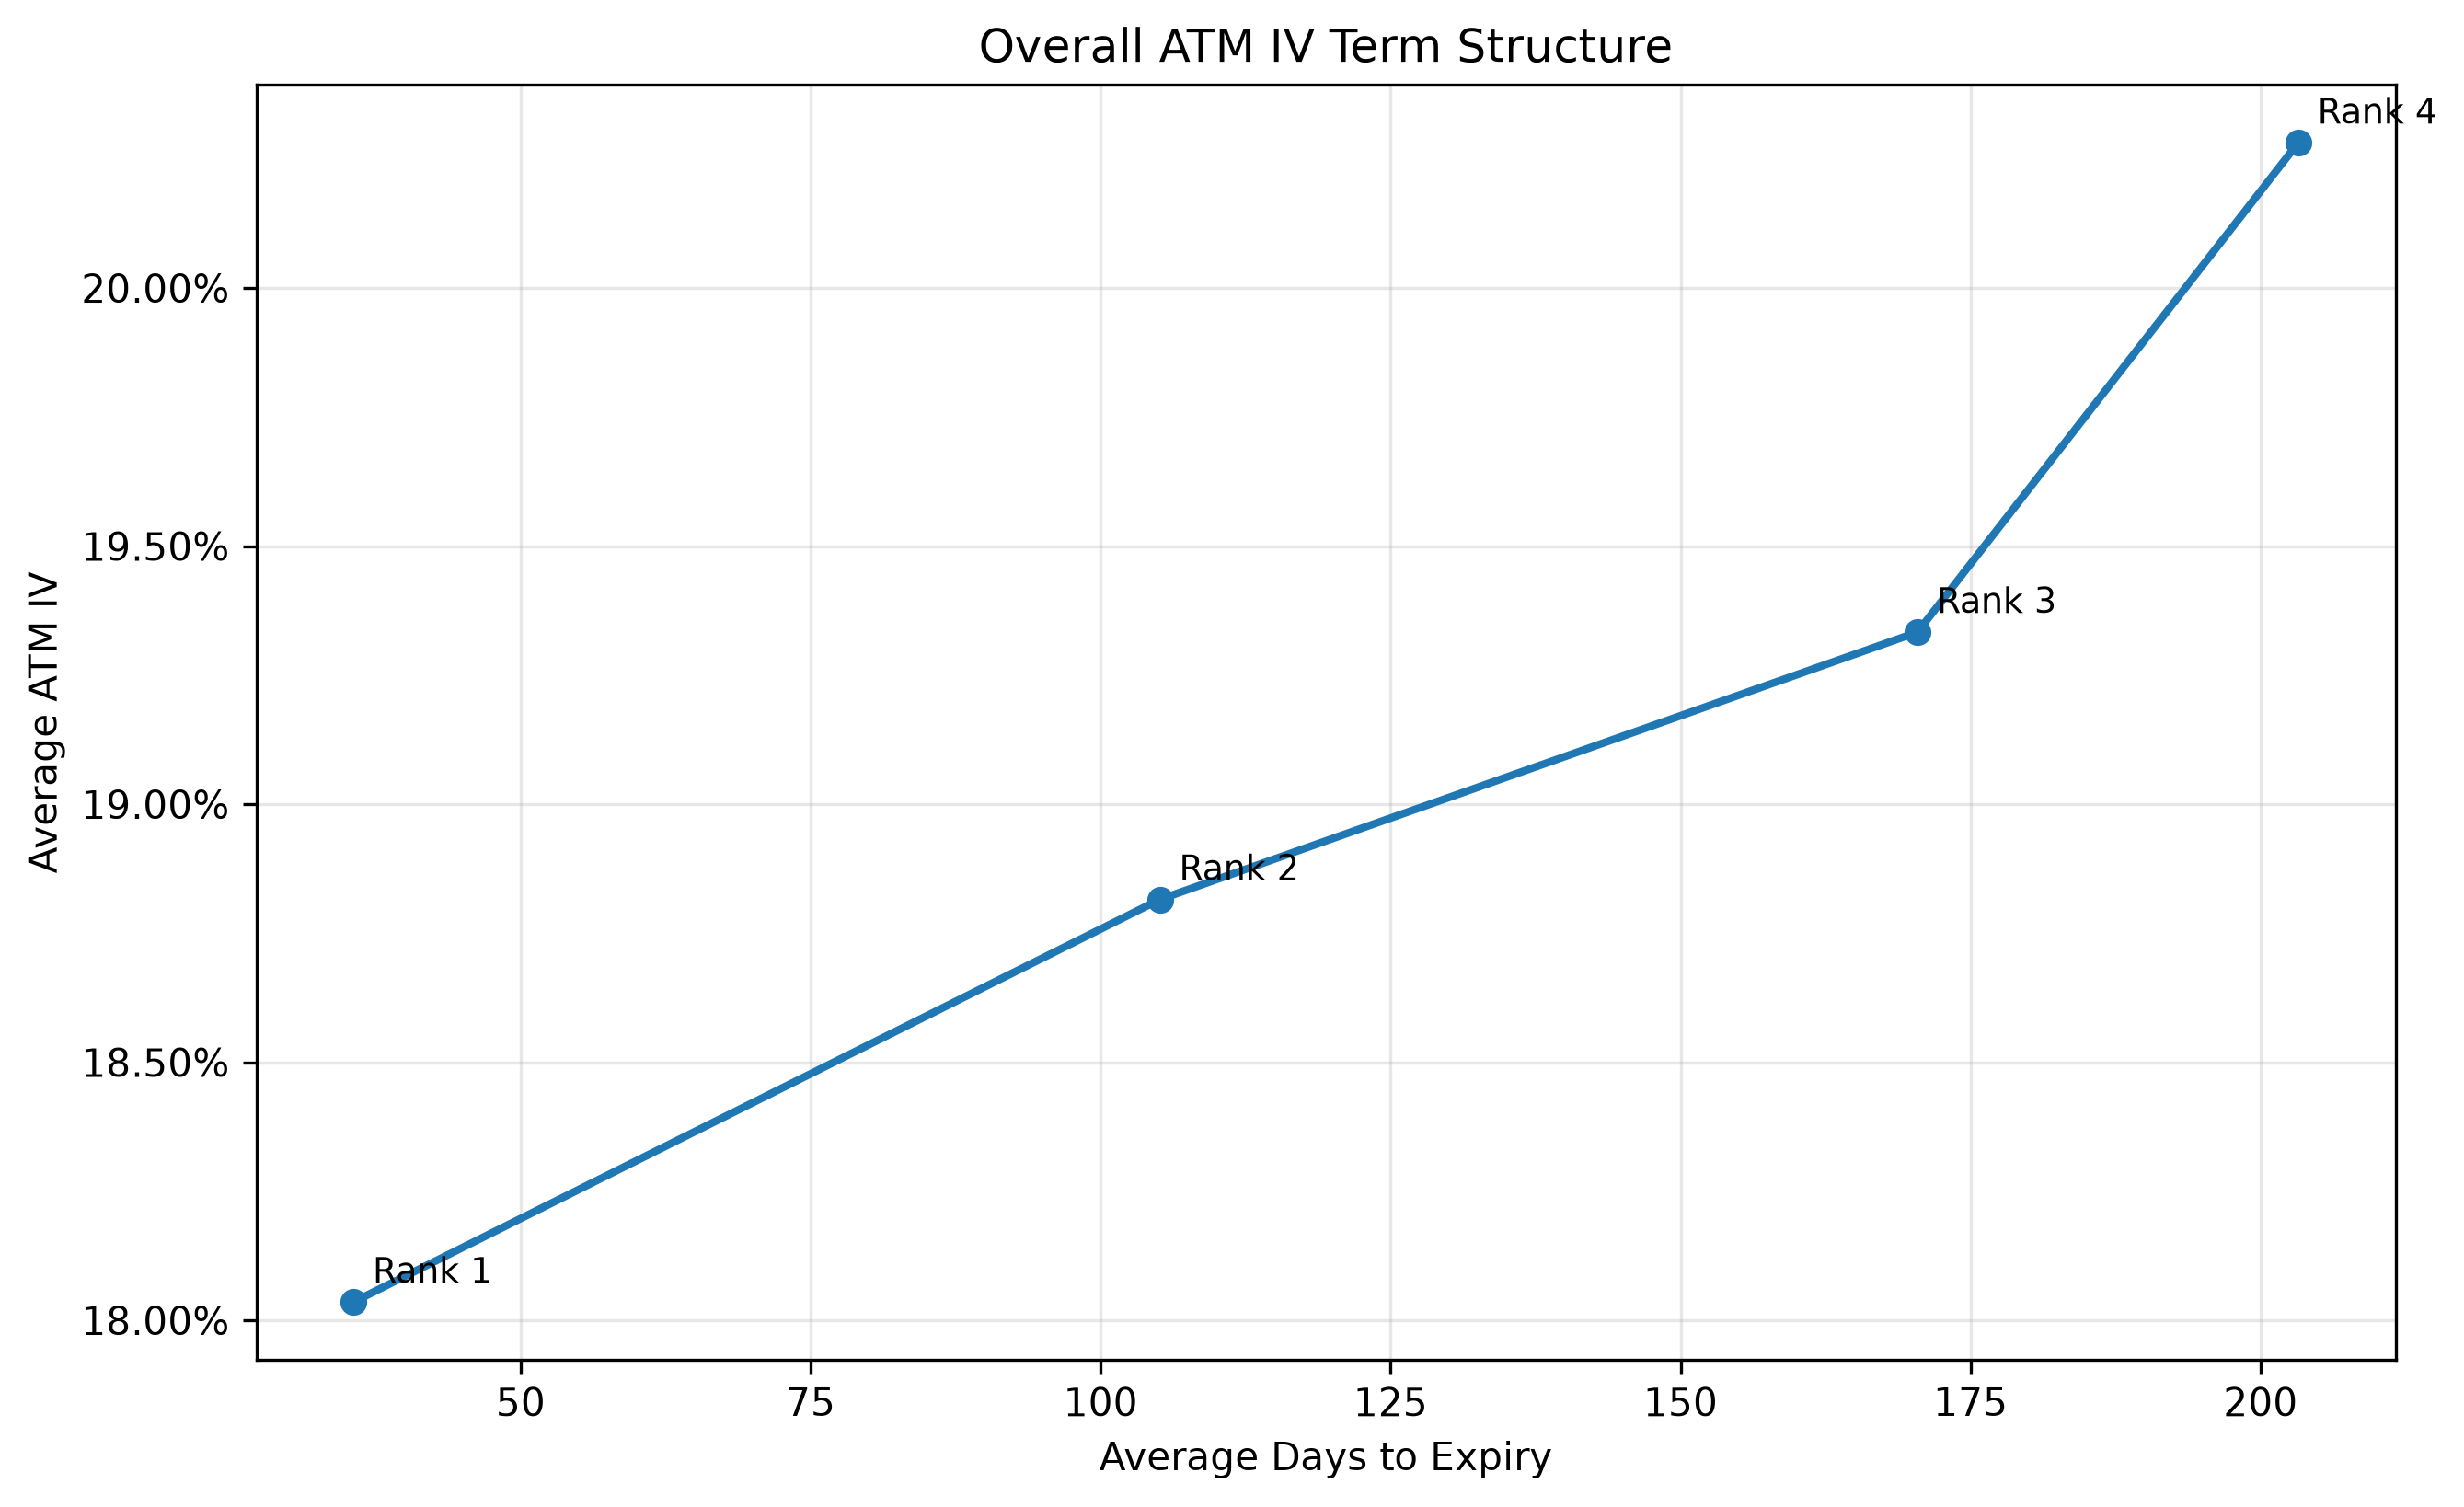 Overall ATM IV Term Structure
Rank 4
20.00%
19.50%
Rank 3
Average ATM IV
19.00%
Rank 2
18.50%
Rank 1
18.00%
50 75 100 125 150 175 200
Average Days to Expiry